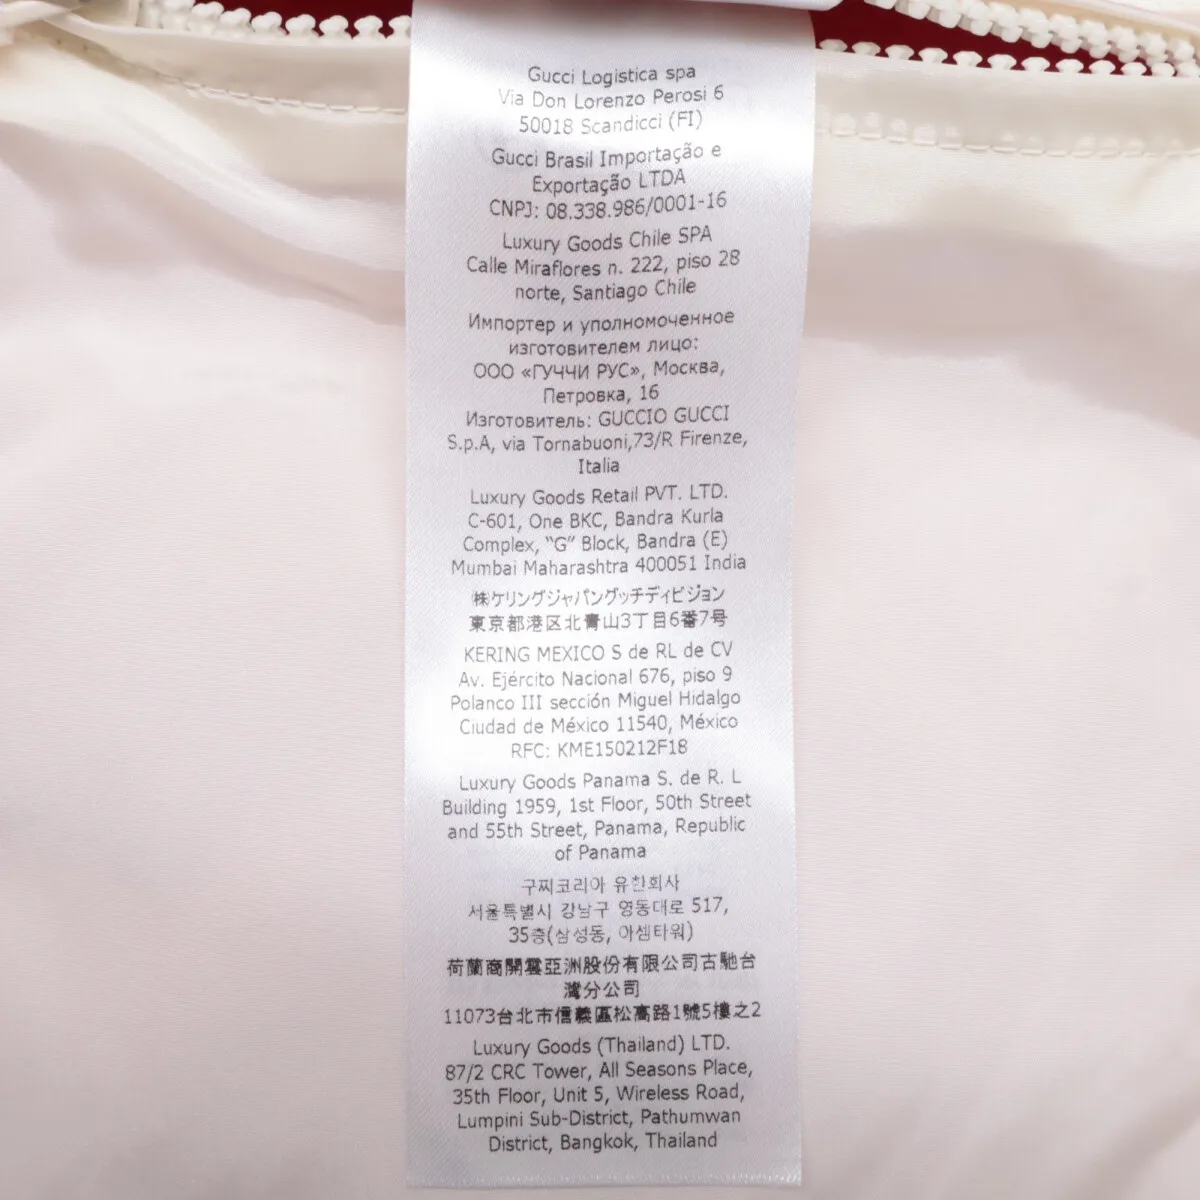 Gucci Logistica spa
Via Don Lorenzo Perosi 6
50018 Scandicci (FI)
Gucci Brasil Importação e
Exportação LTDA
CNPJ: 08.338.986/0001-16
Luxury Goods Chile SPA
Calle Miraflores n. 222, piso 28
norte, Santiago Chile
Импортер и уполномоченное
изготовителем лицо:
ООО «ГУЧЧИ РУС», Москва,
Петровка, 16
Изготовитель: GUCCIO GUCCI
S.p.A, via Tornabuoni,73/R Firenze,
Italia
Luxury Goods Retail PVT. LTD.
C-601, One BKC, Bandra Kurla
Complex, “G” Block, Bandra (E)
Mumbai Maharashtra 400051 India
㈱ケリングジャパングッチディビジョン
東京都港区北青山3丁目6番7号
KERING MEXICO S de RL de CV
Av. Ejército Nacional 676, piso 9
Polanco III sección Miguel Hidalgo
Ciudad de México 11540, México
RFC: KME150212F18
Luxury Goods Panama S. de R. L
Building 1959, 1st Floor, 50th Street
and 55th Street, Panama, Republic
of Panama
구찌코리아 유한회사
서울특별시 강남구 영동대로 517,
35층(삼성동, 아셈타워)
荷蘭商開雲亞洲股份有限公司古馳台
灣分公司
11073台北市信義區松高路1號5樓之2
Luxury Goods (Thailand) LTD.
87/2 CRC Tower, All Seasons Place,
35th Floor, Unit 5, Wireless Road,
Lumpini Sub-District, Pathumwan
District, Bangkok, Thailand